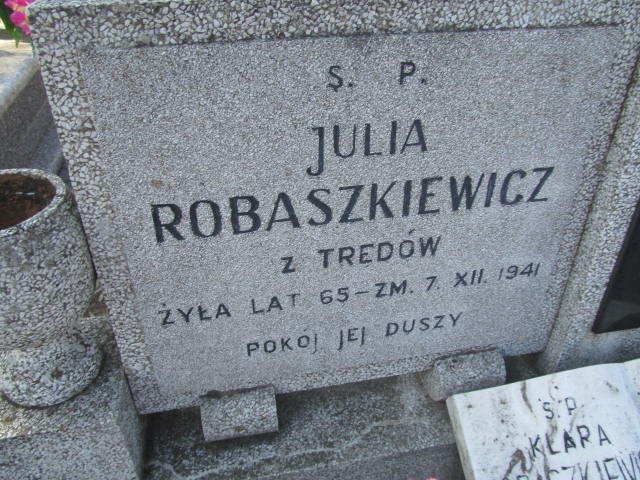 Ś. P.
JULIA
ROBASZKIEWICZ
Z TREDÓW
ŻYŁA LAT 65-ZM. 7. XII. 1941
POKÓJ JEJ DUSZY
Ś.P.
KLARA